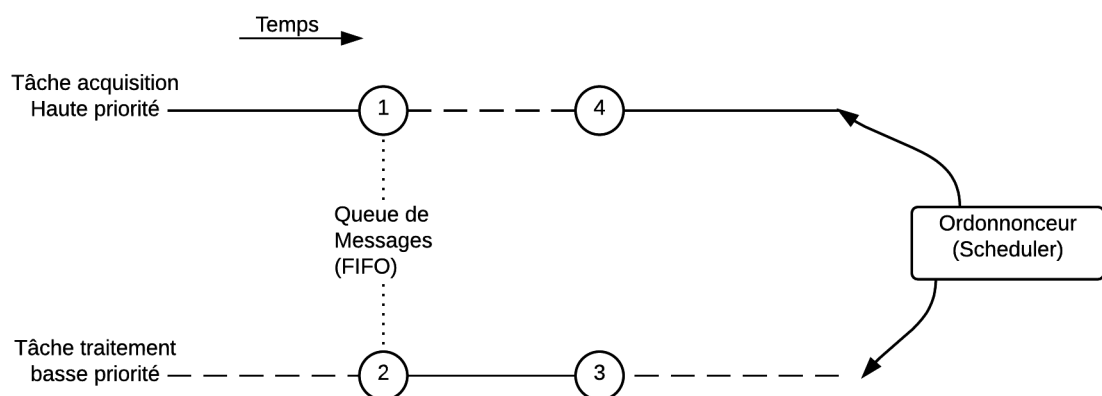 Temps
Tâche acquisition
Haute priorité
1
4
Queue de
Messages
(FIFO)
Ordonnonceur
(Scheduler)
Tâche traitement
basse priorité
2
3